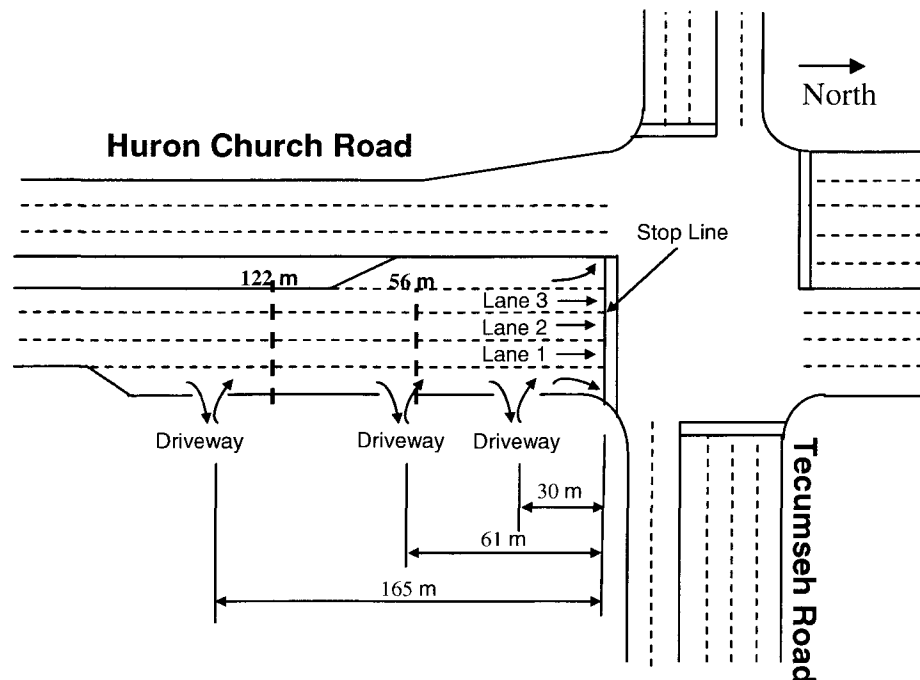 North
Huron Church Road
Stop Line
122 m
56 m
Lane 3
Lane 2
Lane 1
Driveway
Driveway
Driveway
Tecumseh Road
30 m
61 m
165 m